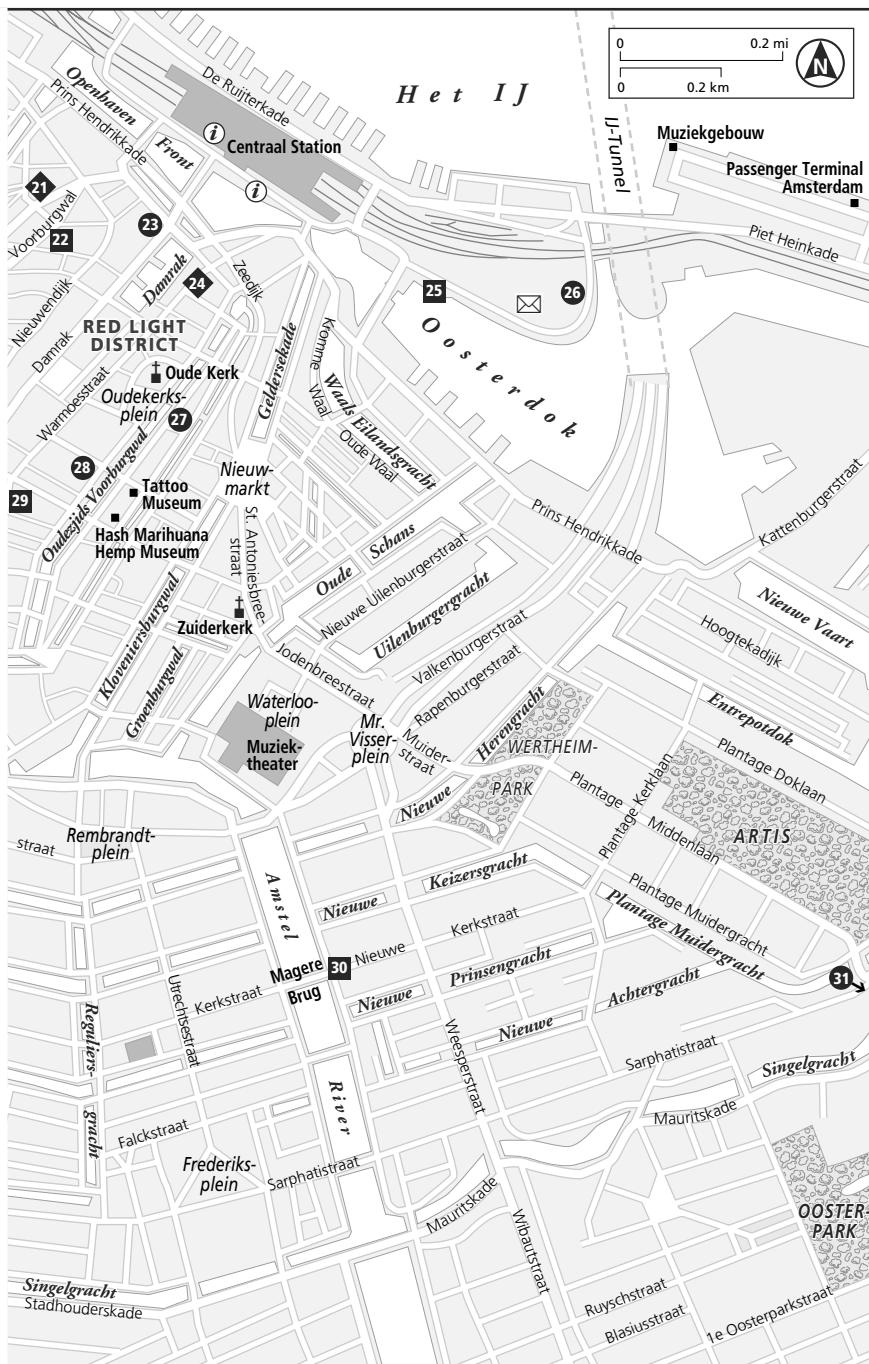 0 0.2 mi
0 0.2 km
N
Het IJ
De Ruijterkade
Openhaven
Prins Hendrikkade
Front
i
Centraal Station
i
IJ-Tunnel
Muziekgebouw
Passenger Terminal
Amsterdam
Piet Heinkade
21
Voorburgwal
22
23
24
Damrak
Zeedijk
25
26
Nieuwendijk
Damrak
RED LIGHT
DISTRICT
Oude Kerk
Oudekerks-
plein
Warmoesstraat
27
28
29
Geldersekade
Kromme
Waal
Waals Eilandsgracht
Oude Waal
Oosterdok
Oudezijds Voorburgwal
Nieuw-
markt
Tattoo
Museum
Hash Marihuana
Hemp Museum
St. Antoniesbree-
straat
Prins Hendrikkade
Kattenburgerstraat
Oude Schans
Nieuwe Uilenburgerstraat
Uilenburgergracht
Zuiderkerk
Kloveniersburgwal
Groenburgwal
Jodenbreestraat
Valkenburgerstraat
Rapenburgerstraat
Nieuwe Vaart
Hoogtekadijk
Entrepotdok
Waterloo-
plein
Muziek-
theater
Mr.
Visser-
plein
Muider-
straat
Nieuwe Herengracht
WERTHEIM-
PARK
Plantage Doklaan
Plantage Kerklaan
Plantage Middenlaan
ARTIS
Rembrandt-
plein
straat
Amstel
River
Nieuwe Keizersgracht
Plantage Muidergracht
Plantage Muidergracht
Nieuwe Kerkstraat
Magere
Brug
30
Kerkstraat
Nieuwe Prinsengracht
Nieuwe Achtergracht
31
Utrechtsestraat
Reguliers-
gracht
Weesperstraat
Sarphatistraat
Singelgracht
Mauritskade
Falckstraat
Frederiks-
plein
Sarphatistraat
Mauritskade
Wibautstraat
OOSTER-
PARK
Singelgracht
Stadhouderskade
Ruyschstraat
Blasiusstraat
1e Oosterparkstraat